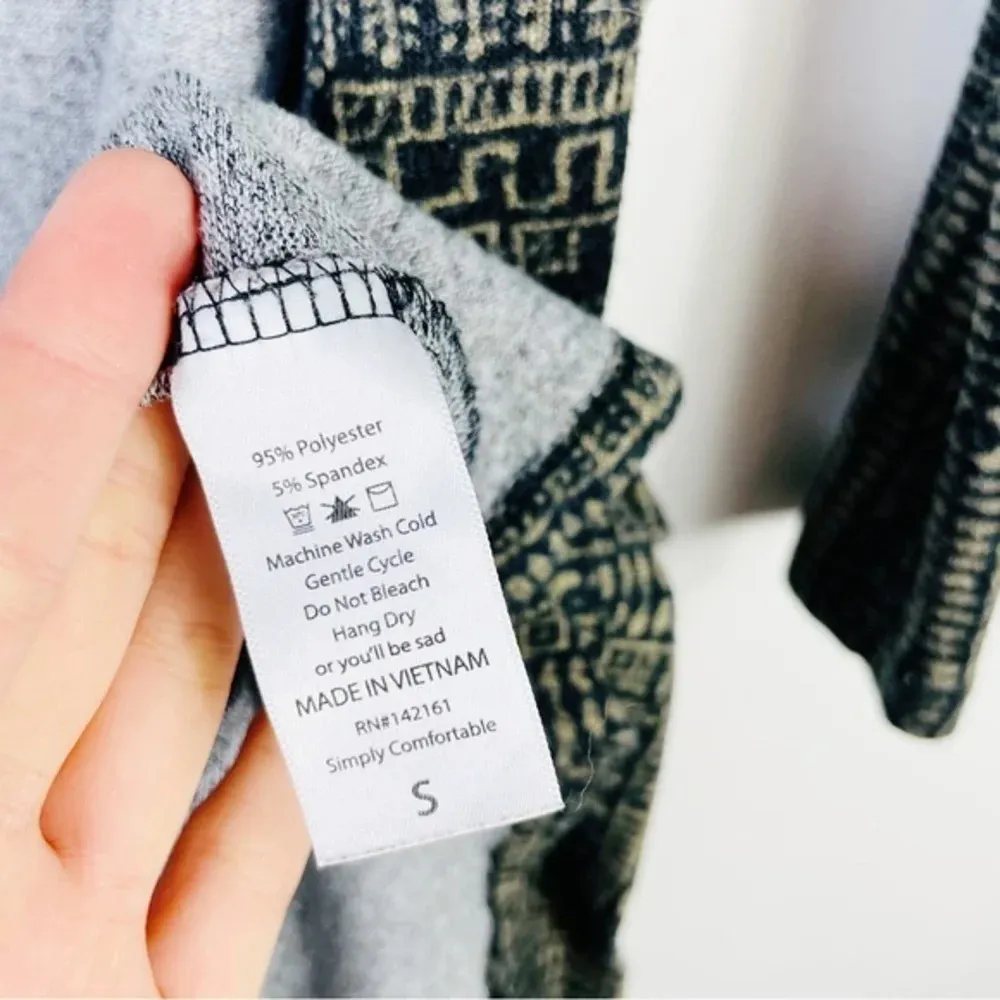 95% Polyester
5% Spandex
Machine Wash Cold
Gentle Cycle
Do Not Bleach
Hang Dry
or you'll be sad
MADE IN VIETNAM
RN#142161
Simply Comfortable
S